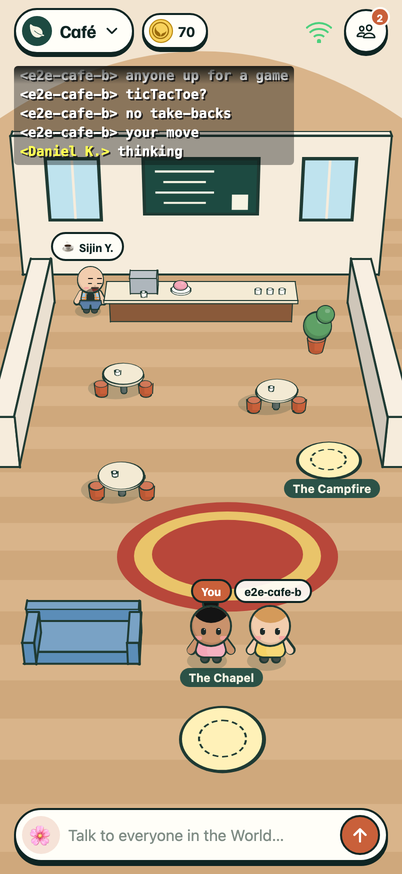 Café
70
2
<e2e-cafe-b> anyone up for a game
<e2e-cafe-b> ticTacToe?
<e2e-cafe-b> no take-backs
<e2e-cafe-b> your move
<Daniel K.> thinking
Sijin Y.
The Campfire
You
e2e-cafe-b
The Chapel
Talk to everyone in the World...